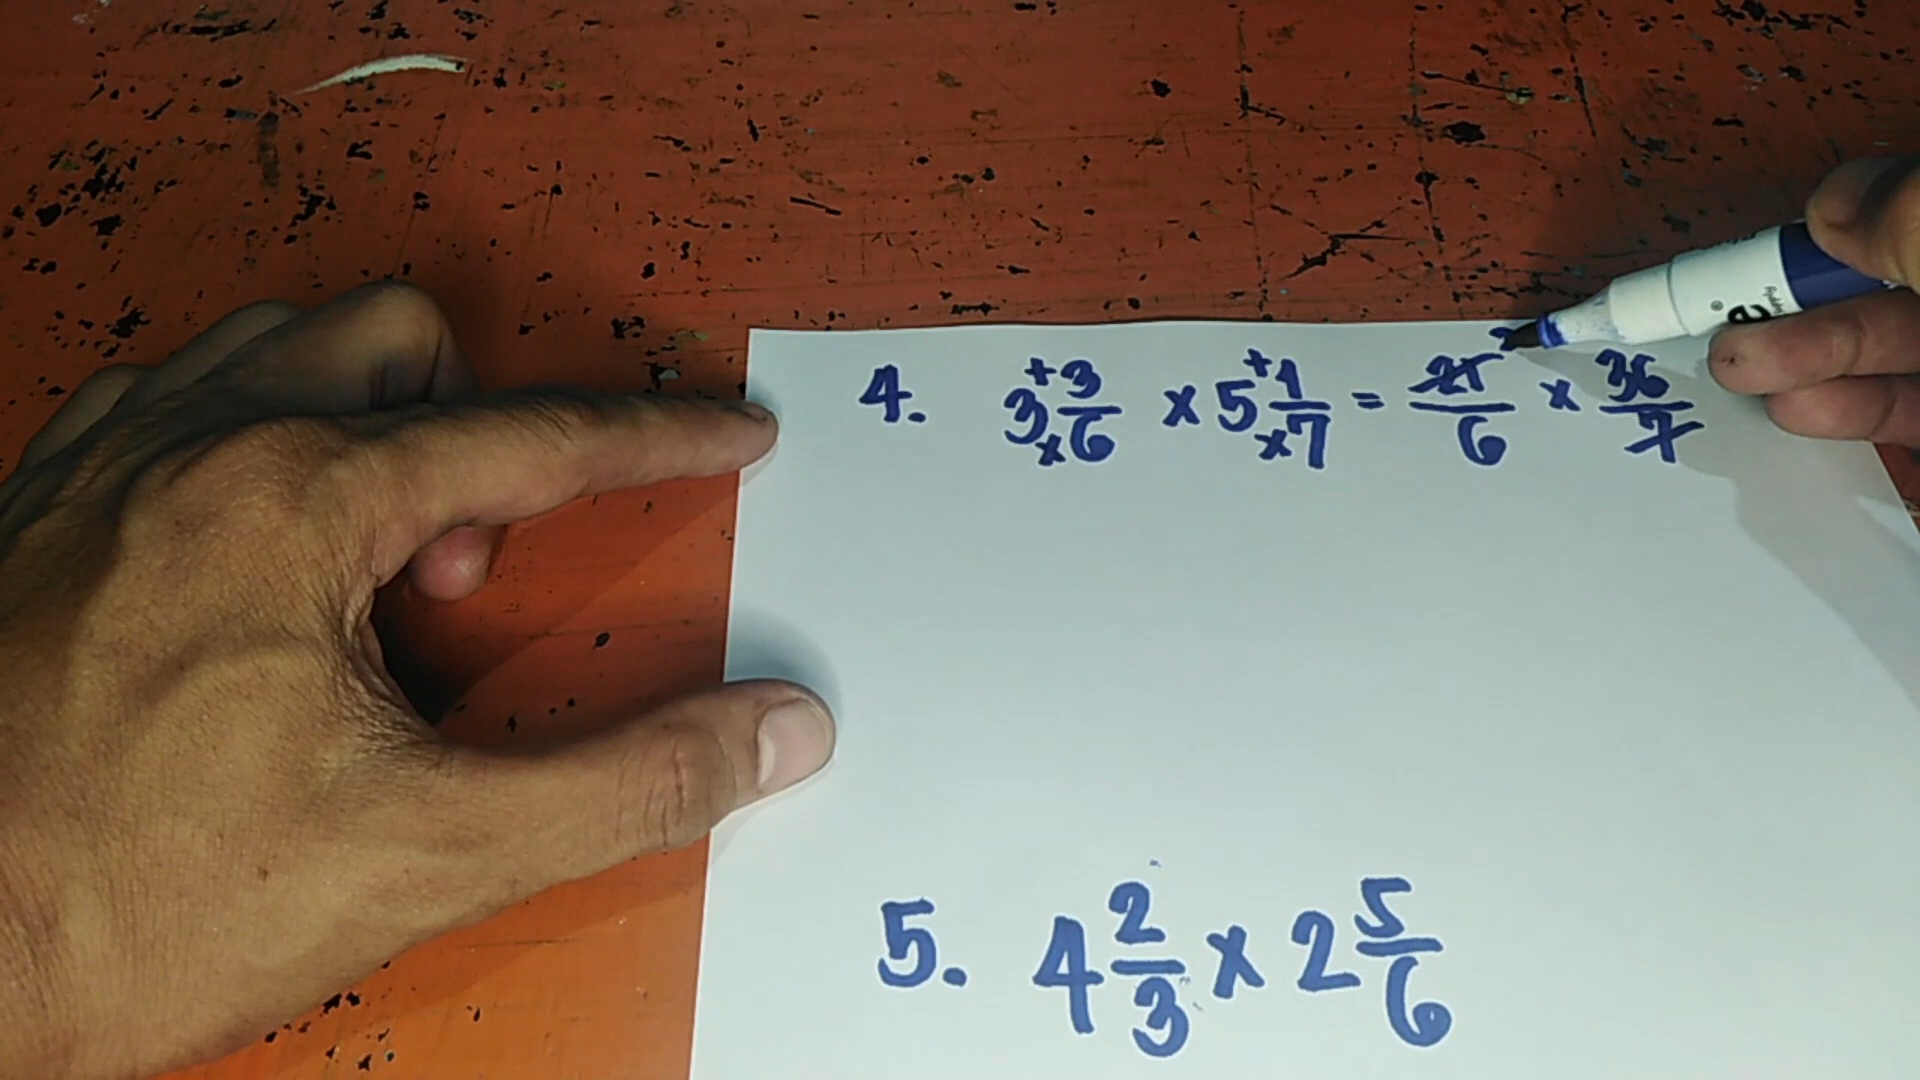 4. 3 3/6 x 5 1/7 = 21/6 x 36/7
5. 4 2/3 x 2 5/6